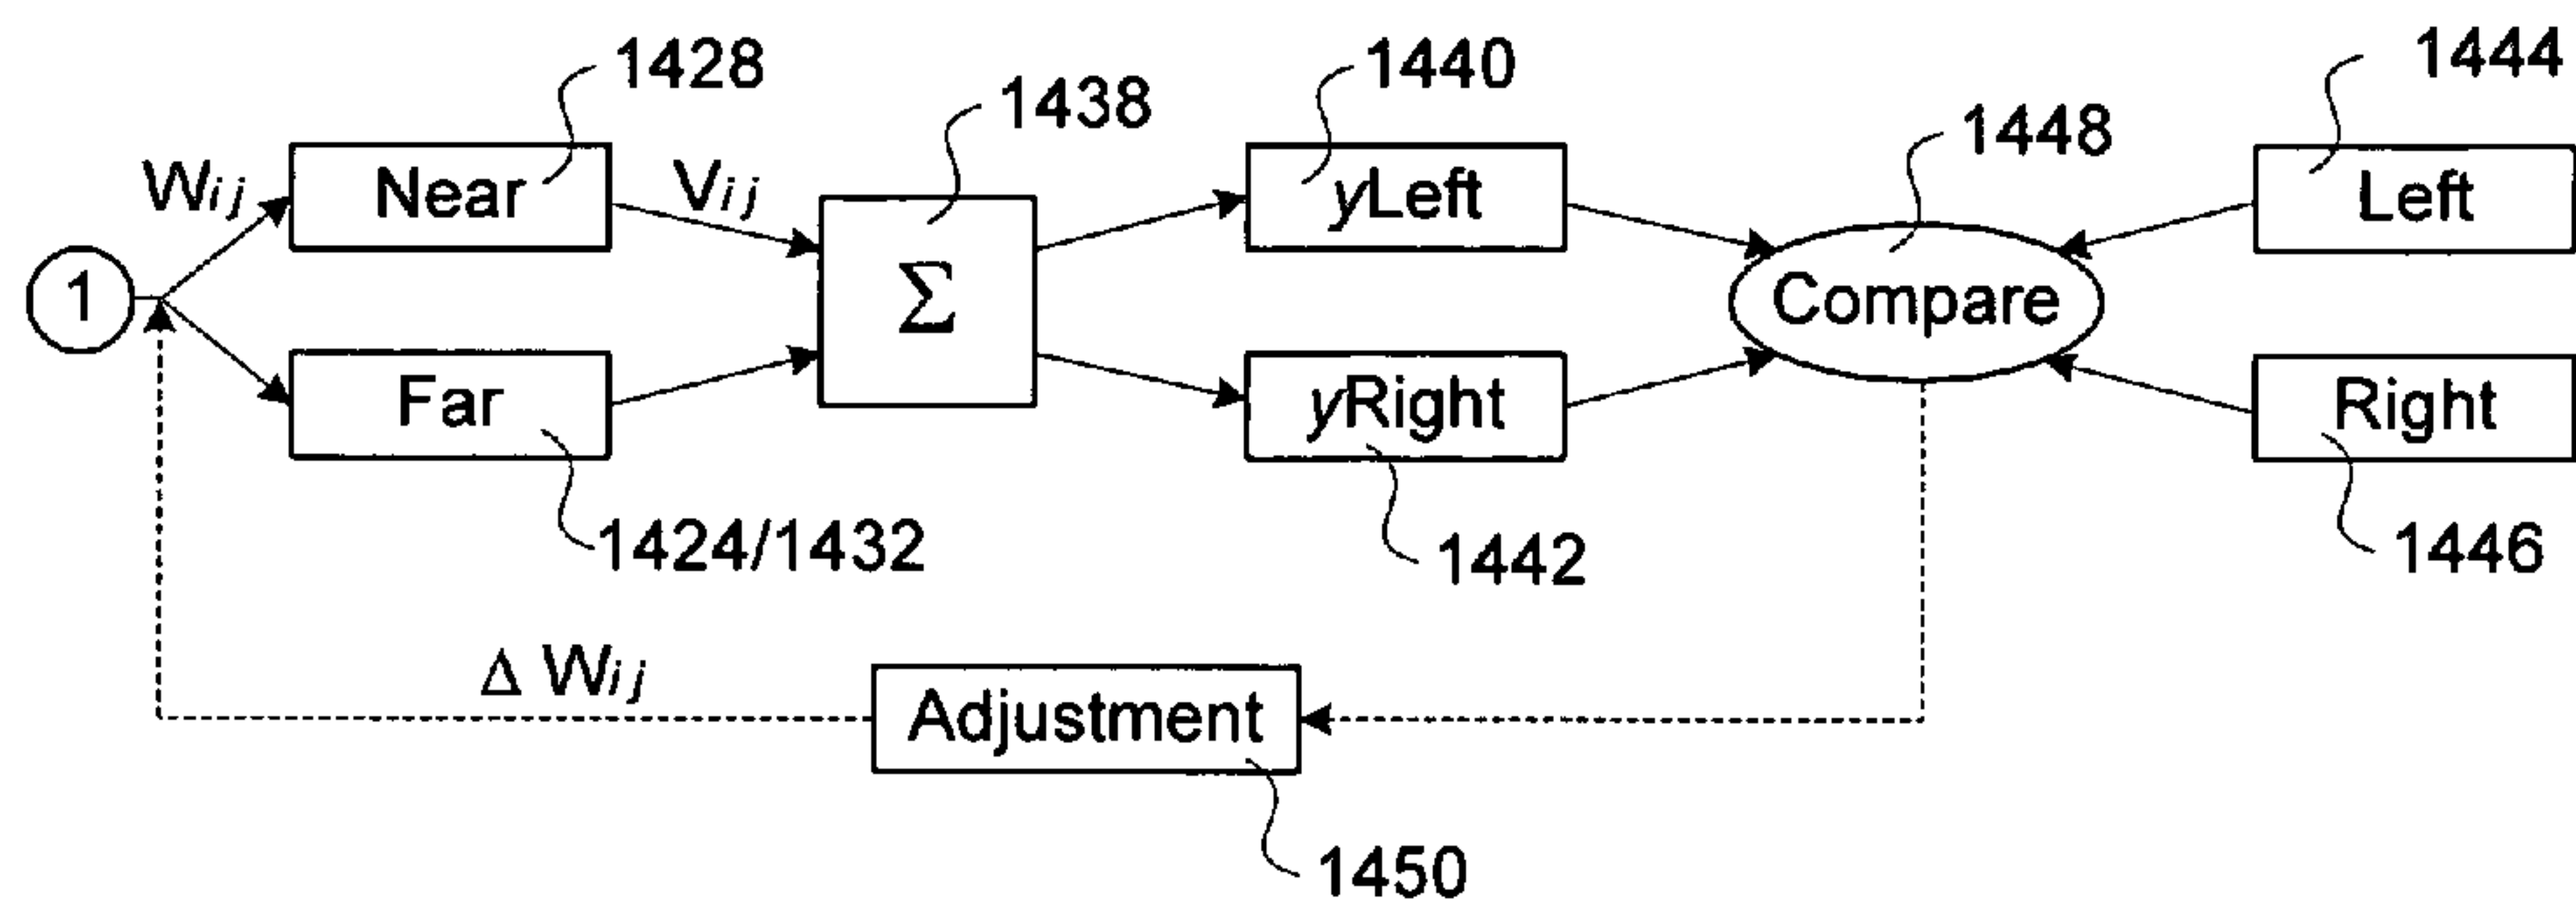 1428
1440
1444
1438
1448
Wij
Near
Vij
yLeft
Left
1
Σ
Compare
Far
yRight
Right
1424/1432
1442
1446
Δ Wij
Adjustment
1450